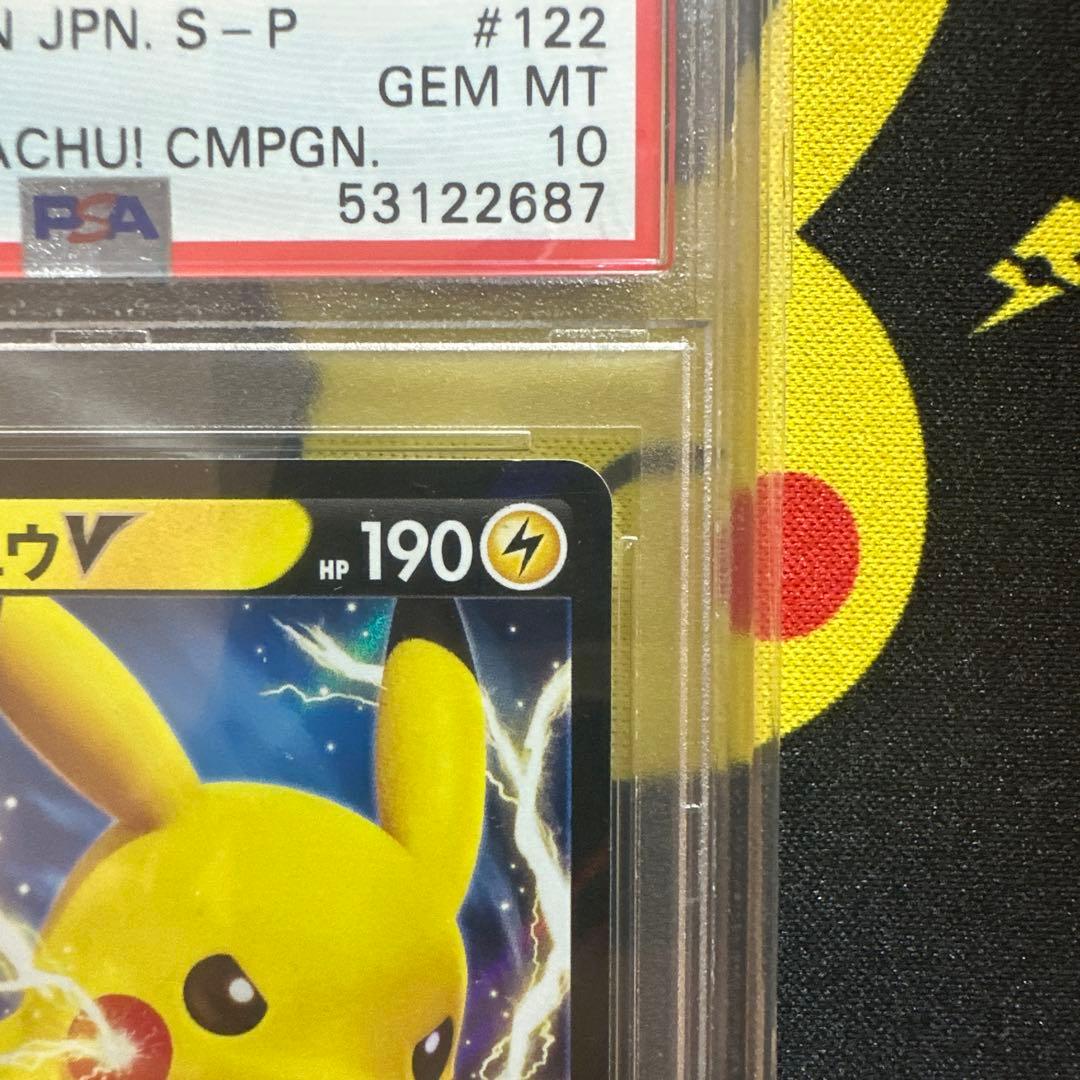 N JPN. S-P #122
GEM MT
ACHU! CMPGN. 10
PSA 53122687
ュウV HP 190